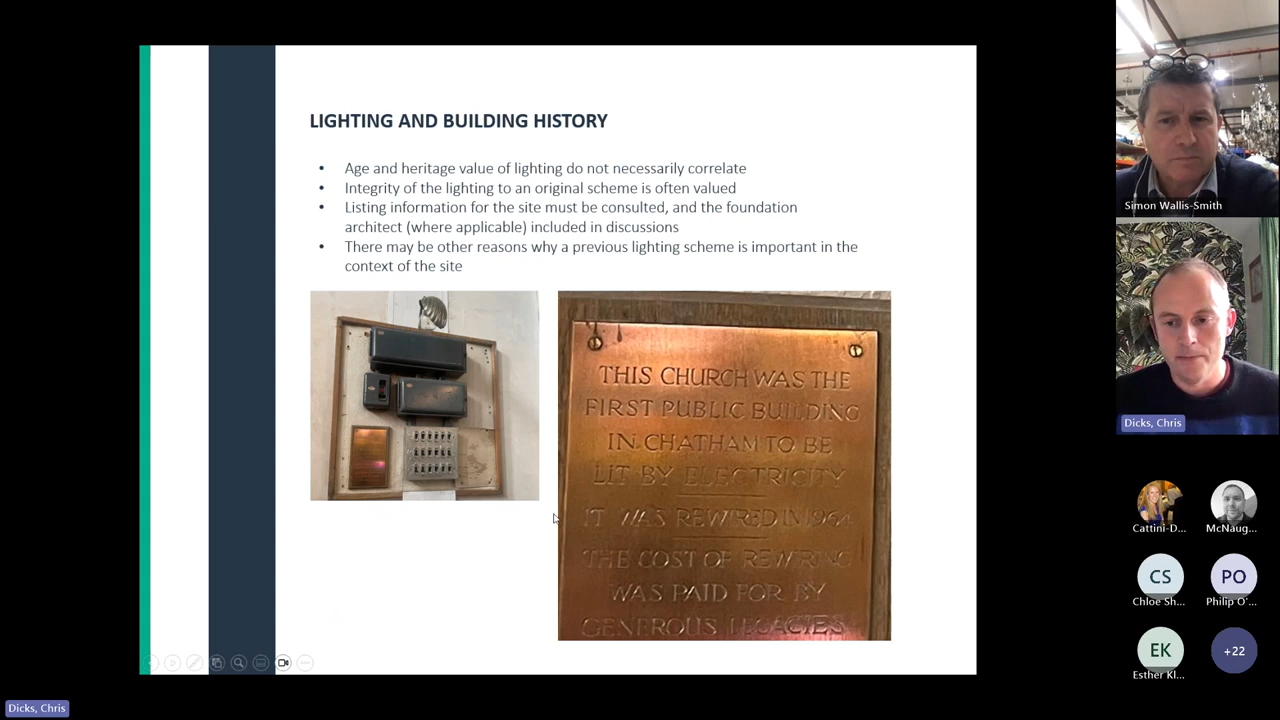 LIGHTING AND BUILDING HISTORY
• Age and heritage value of lighting do not necessarily correlate
• Integrity of the lighting to an original scheme is often valued
• Listing information for the site must be consulted, and the foundation
architect (where applicable) included in discussions
• There may be other reasons why a previous lighting scheme is important in the
context of the site
THIS CHURCH WAS THE
FIRST PUBLIC BUILDING
IN CHATHAM TO BE
LIT BY ELECTRICITY
IT WAS REWIRED IN 1964
THE COST OF REWIRING
WAS PAID FOR BY
GENEROUS LEGACIES
Simon Wallis-Smith
Dicks, Chris
Cattini-D...
McNaug...
CS
PO
Chloe Sh...
Philip O'...
EK
+22
Esther Kl...
Dicks, Chris